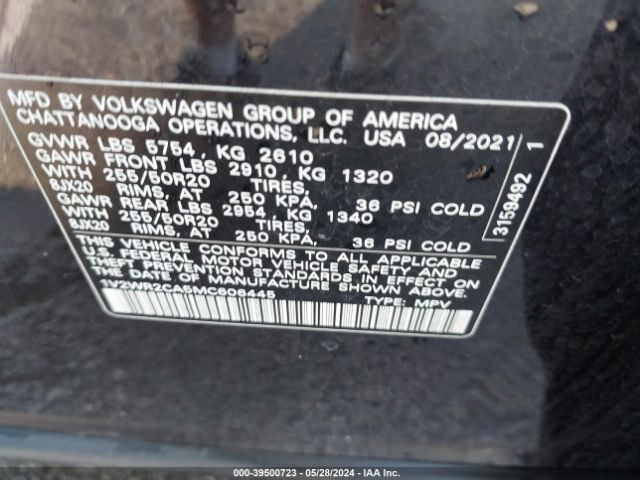 MFD BY VOLKSWAGEN GROUP OF AMERICA
CHATTANOOGA OPERATIONS, LLC. USA 08/2021
GVWR LBS 5754, KG 2610
GAWR FRONT LBS 2910, KG 1320
WITH 255/50R20 TIRES,
8JX20 RIMS, AT 250 KPA, 36 PSI COLD
GAWR REAR LBS 2954, KG 1340
WITH 255/50R20 TIRES,
8JX20 RIMS, AT 250 KPA, 36 PSI COLD
THIS VEHICLE CONFORMS TO ALL APPLICABLE
U.S. FEDERAL MOTOR VEHICLE SAFETY AND
THEFT PREVENTION STANDARDS IN EFFECT ON
THE DATE OF MANUFACTURE SHOWN ABOVE.
1V2WR2CA5MC606445 TYPE: MPV
3159492 1
000-39500723 - 05/28/2024 - IAA Inc.